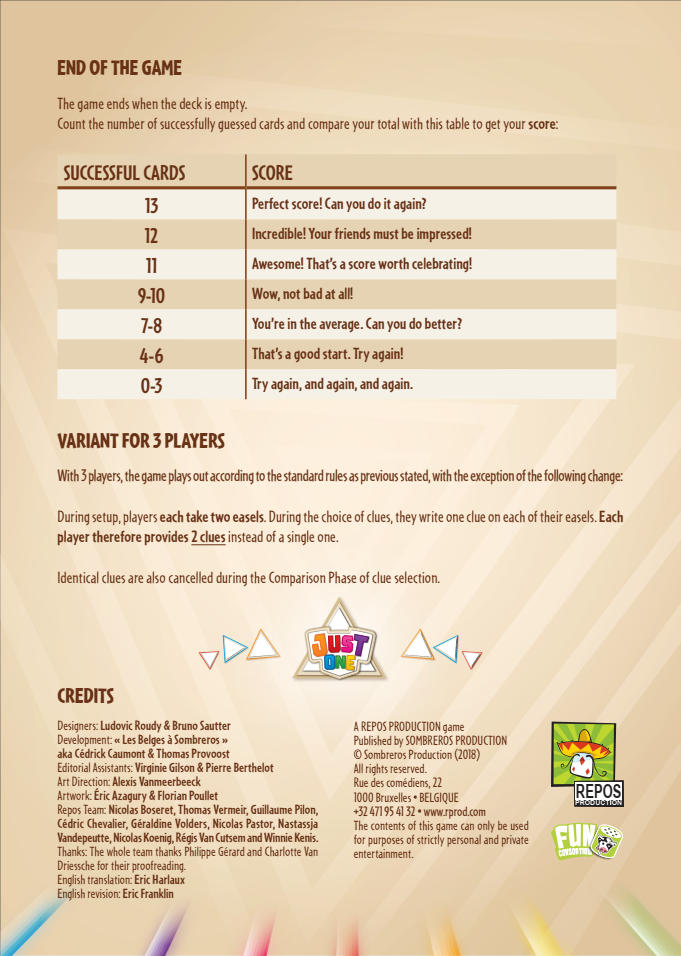 END OF THE GAME
The game ends when the deck is empty.
Count the number of successfully guessed cards and compare your total with this table to get your score:
SUCCESSFUL CARDS SCORE
13 Perfect score! Can you do it again?
12 Incredible! Your friends must be impressed!
11 Awesome! That's a score worth celebrating!
9-10 Wow, not bad at all!
7-8 You're in the average. Can you do better?
4-6 That's a good start. Try again!
0-3 Try again, and again, and again.
VARIANT FOR 3 PLAYERS
With 3 players, the game plays out according to the standard rules as previous stated, with the exception of the following change:
During setup, players each take two easels. During the choice of clues, they write one clue on each of their easels. Each
player therefore provides 2 clues instead of a single one.
Identical clues are also cancelled during the Comparison Phase of clue selection.
JUST
ONE
CREDITS
Designers: Ludovic Roudy & Bruno Sautter
Development: « Les Belges à Sombreros »
aka Cédrick Caumont & Thomas Provoost
Editorial Assistants: Virginie Gilson & Pierre Berthelot
Art Direction: Alexis Vanmeerbeeck
Artwork: Éric Azagury & Florian Poullet
Repos Team: Nicolas Boseret, Thomas Vermeir, Guillaume Pilon,
Cédric Chevalier, Géraldine Volders, Nicolas Pastor, Nastassja
Vandepeutte, Nicolas Koenig, Régis Van Cutsem and Winnie Kenis.
Thanks: The whole team thanks Philippe Gérard and Charlotte Van
Driessche for their proofreading.
English translation: Eric Harlaux
English revision: Eric Franklin
A REPOS PRODUCTION game
Published by SOMBREROS PRODUCTION
© Sombreros Production (2018)
All rights reserved.
Rue des comédiens, 22
1000 Bruxelles • BELGIQUE
+32 471 95 41 32 • www.rprod.com
The contents of this game can only be used
for purposes of strictly personal and private
entertainment.
REPOS
PRODUCTION
FUN
CONSORTIUM